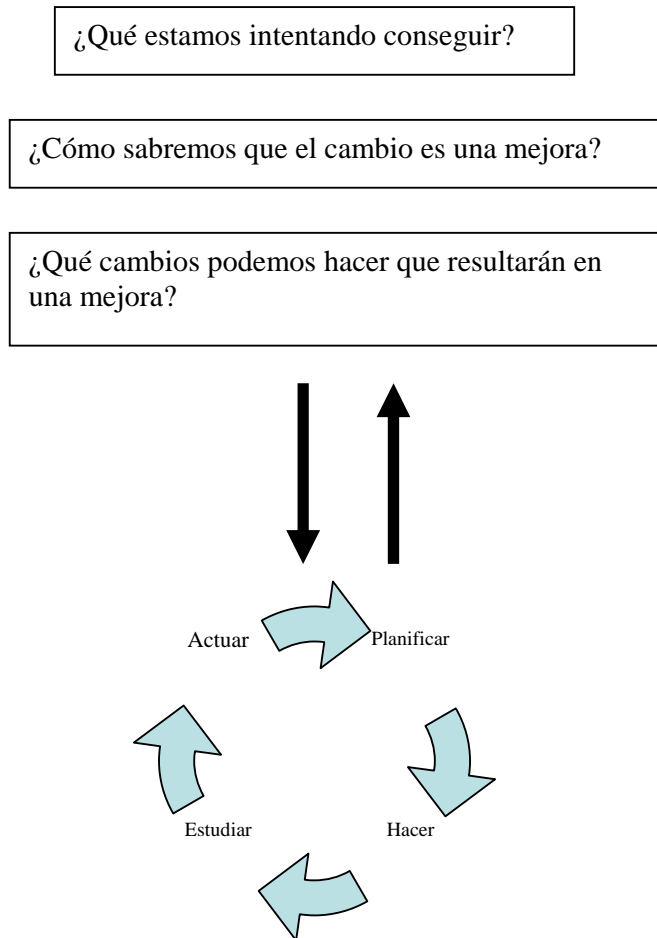 ¿Qué estamos intentando conseguir?
¿Cómo sabremos que el cambio es una mejora?
¿Qué cambios podemos hacer que resultarán en
una mejora?
Actuar
Planificar
Estudiar
Hacer